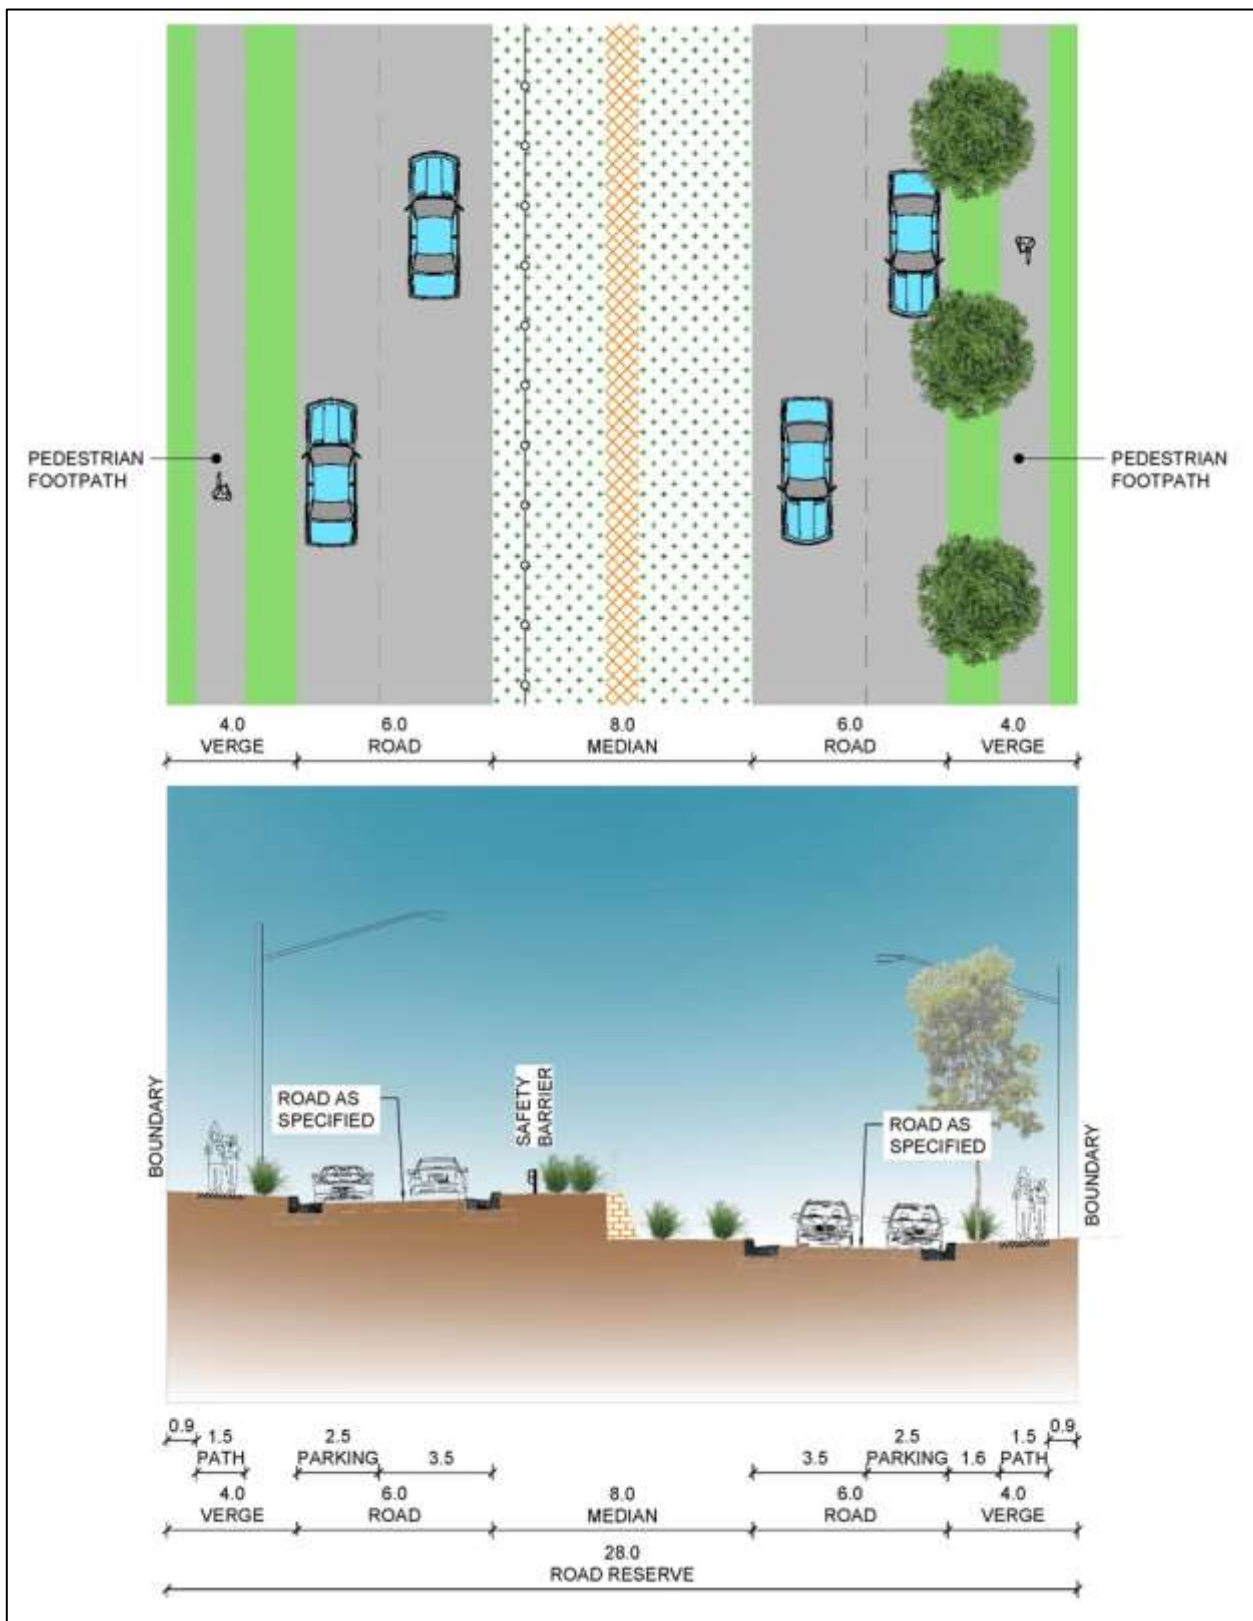 PEDESTRIAN
FOOTPATH
PEDESTRIAN
FOOTPATH
4.0 6.0 8.0 6.0 4.0
VERGE ROAD MEDIAN ROAD VERGE
BOUNDARY
ROAD AS
SPECIFIED
SAFETY
BARRIER
ROAD AS
SPECIFIED
BOUNDARY
0.9 0.9
1.5 2.5 2.5 1.5
PATH PARKING 3.5 3.5 PARKING 1.6 PATH
4.0 6.0 8.0 6.0 4.0
VERGE ROAD MEDIAN ROAD VERGE
28.0
ROAD RESERVE